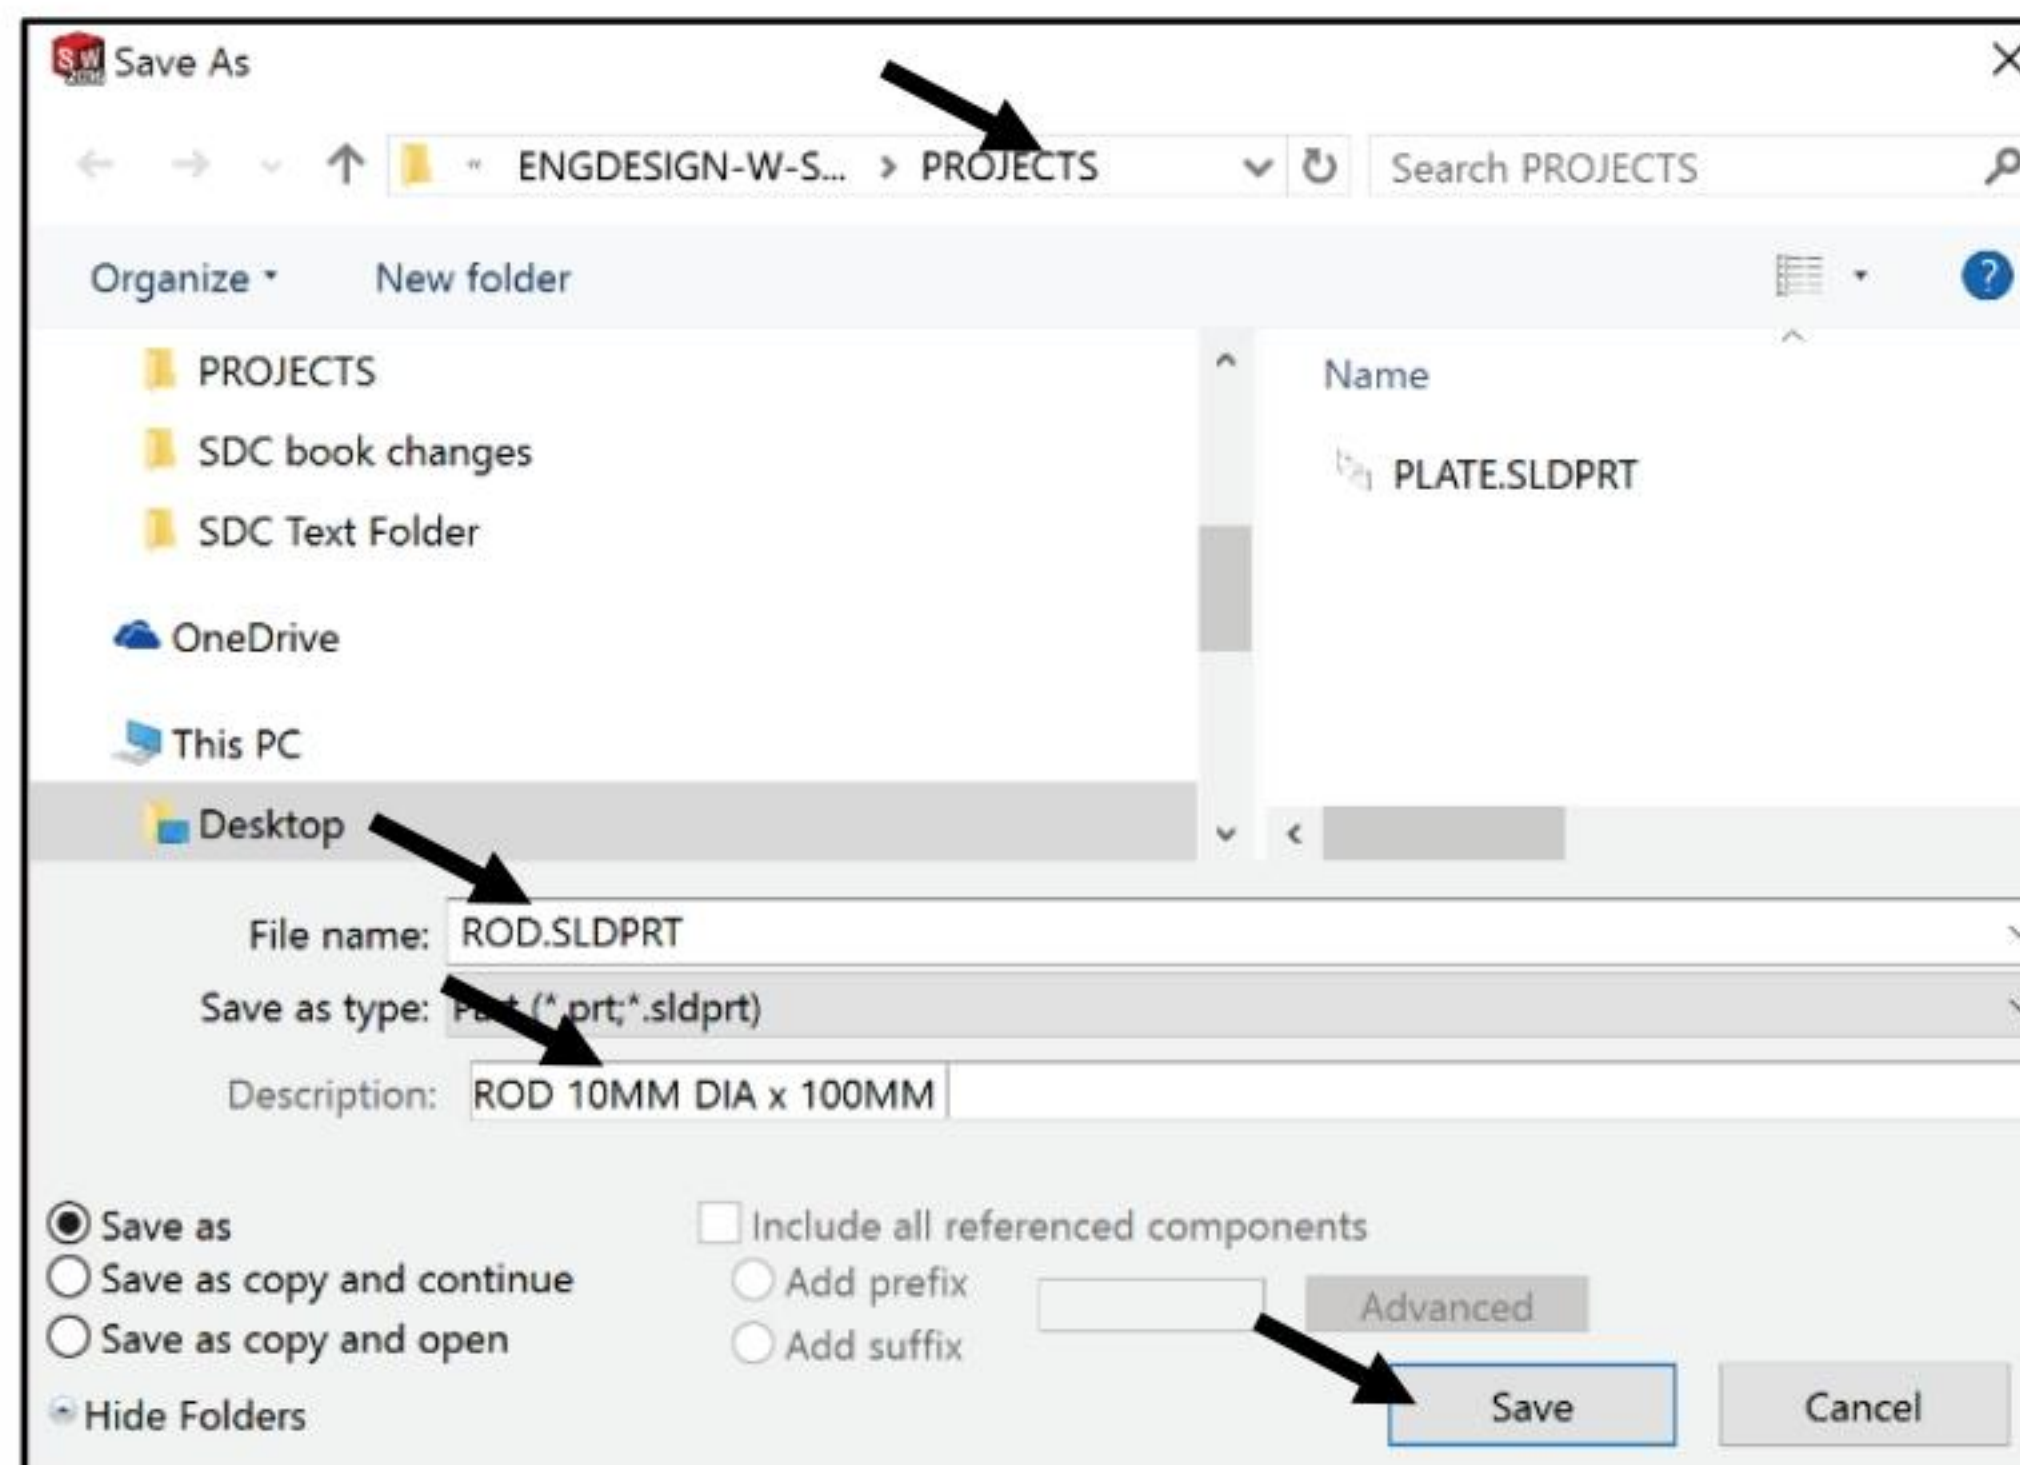 SW
Save As
ENGDESIGN-W-S... > PROJECTS
Search PROJECTS
Organize
New folder
?
PROJECTS
SDC book changes
SDC Text Folder
OneDrive
This PC
Desktop
Name
PLATE.SLDPRT
File name: ROD.SLDPRT
Save as type: (*.prt;*.sldprt)
Description: ROD 10MM DIA x 100MM
Save as
Save as copy and continue
Save as copy and open
Include all referenced components
Add prefix
Add suffix
Advanced
Hide Folders
Save
Cancel